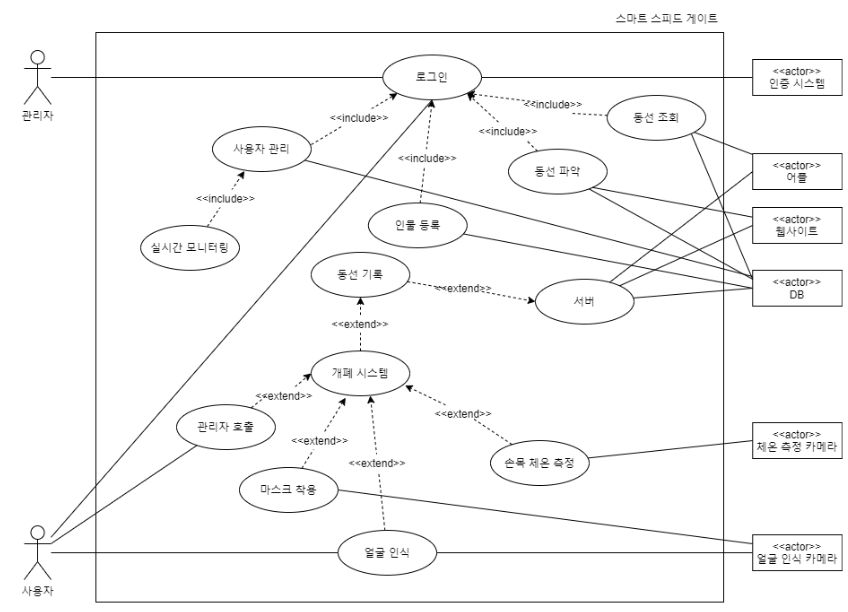 스마트 스피드 게이트
관리자
로그인
<<actor>>
인증 시스템
<<include>>
<<include>>
동선 조회
사용자 관리
<<include>>
<<include>>
동선 파악
<<actor>>
어플
<<include>>
실시간 모니터링
인물 등록
<<actor>>
웹사이트
동선 기록
<<extend>>
서버
<<actor>>
DB
<<extend>>
개폐 시스템
<<extend>>
관리자 호출
<<extend>>
<<extend>>
<<actor>>
체온 측정 카메라
<<extend>>
손목 체온 측정
마스크 착용
얼굴 인식
<<actor>>
얼굴 인식 카메라
사용자